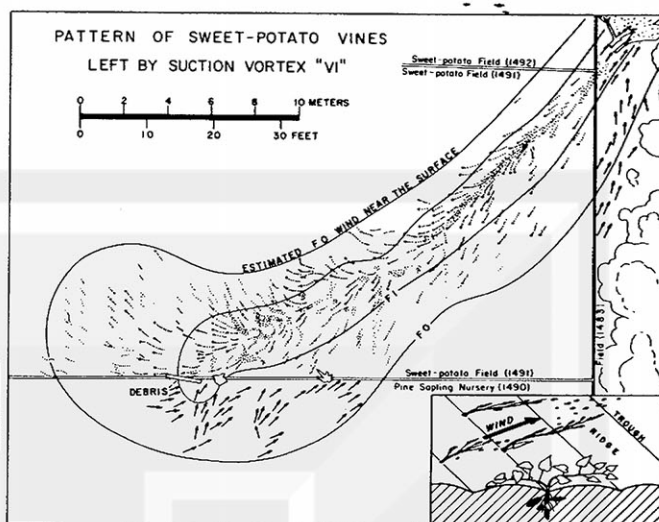 PATTERN OF SWEET-POTATO VINES
LEFT BY SUCTION VORTEX "VI"
0 2 4 6 8 10 METERS
0 10 20 30 FEET
Sweet-potato Field (1492)
Sweet-potato Field (1491)
ESTIMATED F0 WIND NEAR THE SURFACE
F1
F0
Field (1483)
Sweet-potato Field (1491)
Pine Sapling Nursery (1490)
DEBRIS
WIND
TROUGH
RIDGE